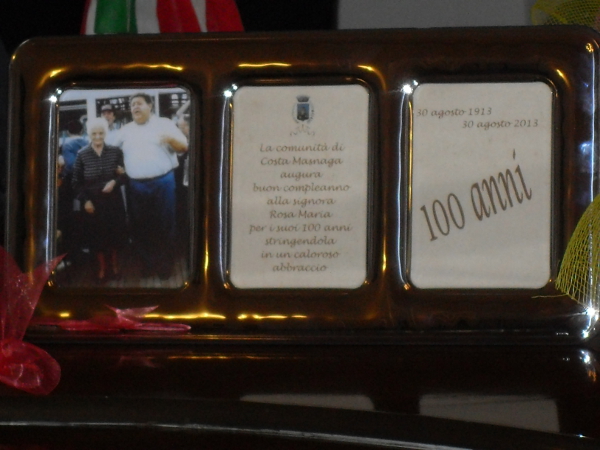 La comunità di
Costa Masnaga
augura
buon compleanno
alla signora
Rosa Maria
per i suoi 100 anni
stringendola
in un caloroso
abbraccio
30 agosto 1913
30 agosto 2013
100 anni